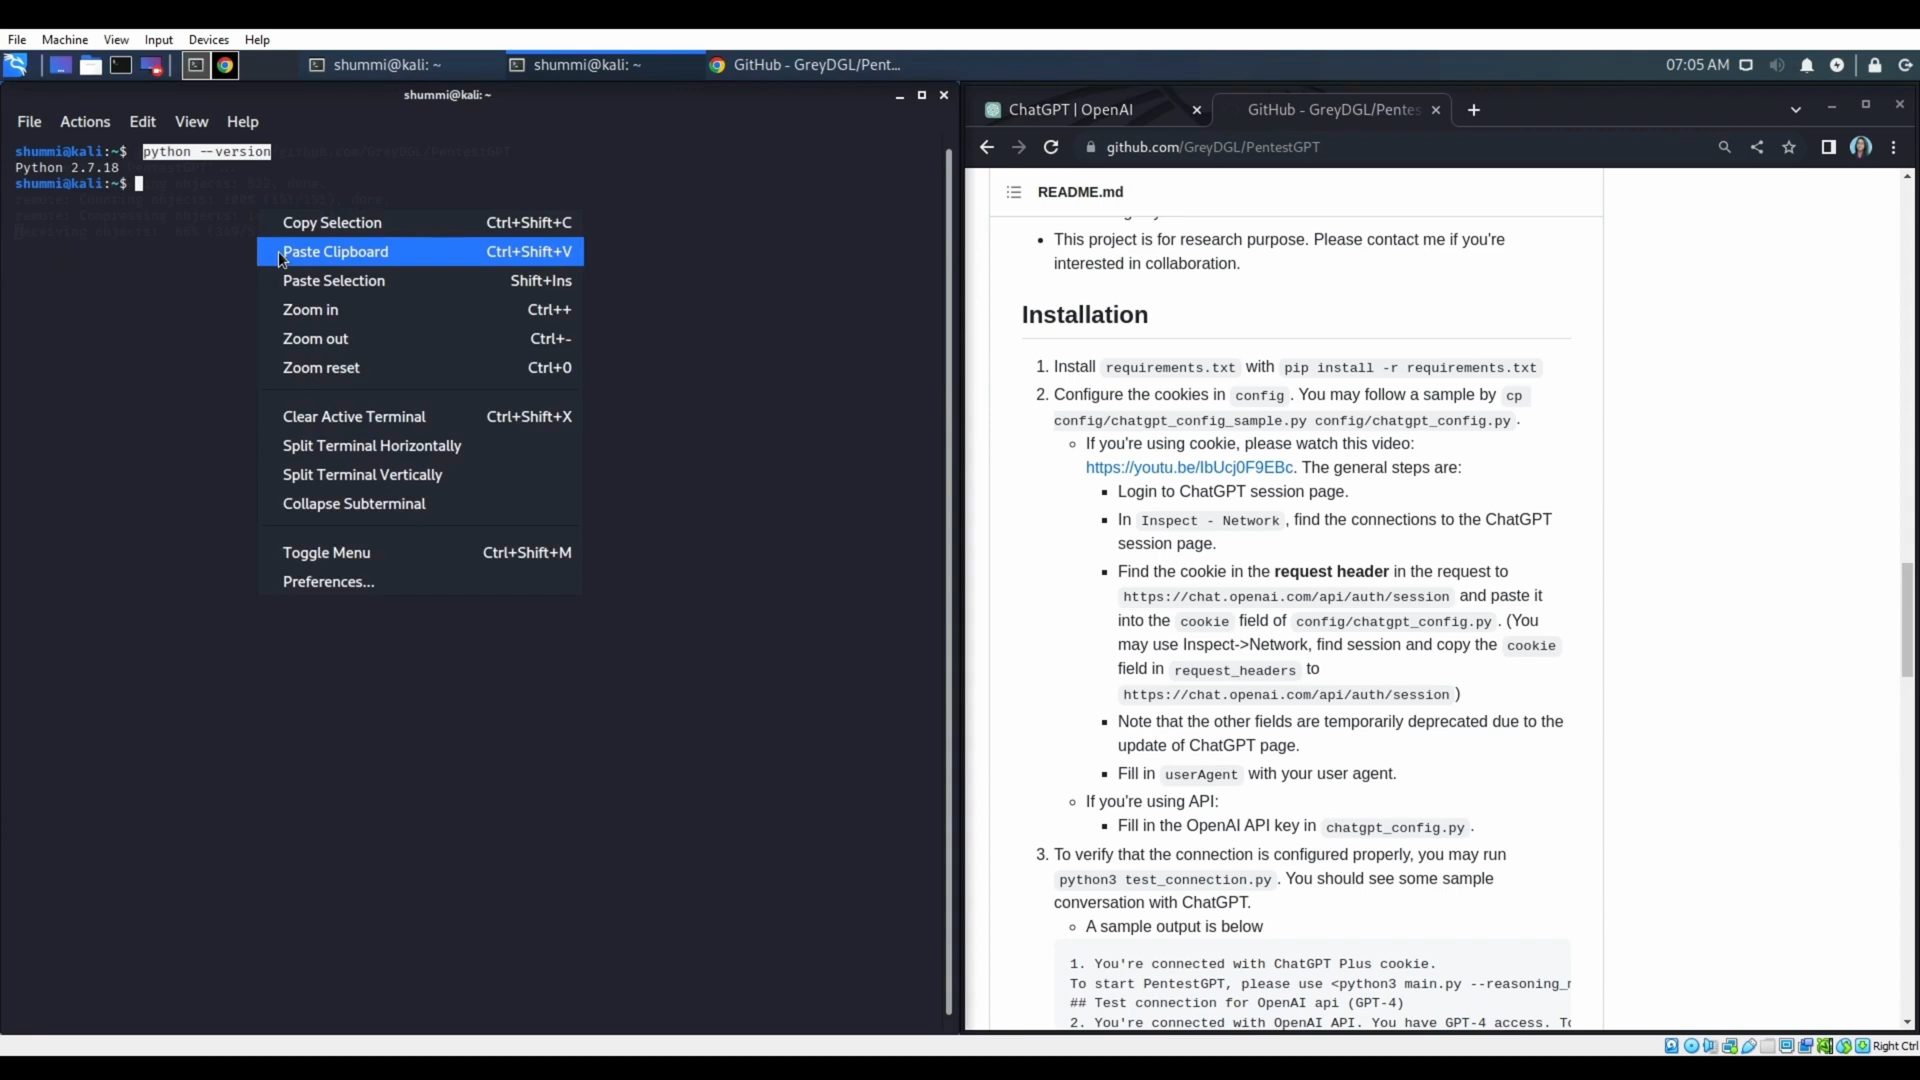 File Machine View Input Devices Help
shummi@kali: ~ shummi@kali: ~ GitHub - GreyDGL/Pent... 07:05 AM
shummi@kali:~
File Actions Edit View Help
shummi@kali:~$ python --version
Python 2.7.18
shummi@kali:~$
Copy Selection Ctrl+Shift+C
Paste Clipboard Ctrl+Shift+V
Paste Selection Shift+Ins
Zoom in Ctrl++
Zoom out Ctrl+-
Zoom reset Ctrl+0
Clear Active Terminal Ctrl+Shift+X
Split Terminal Horizontally
Split Terminal Vertically
Collapse Subterminal
Toggle Menu Ctrl+Shift+M
Preferences...
ChatGPT | OpenAI GitHub - GreyDGL/Pentes
github.com/GreyDGL/PentestGPT
README.md
• This project is for research purpose. Please contact me if you're
interested in collaboration.
Installation
1. Install requirements.txt with pip install -r requirements.txt
2. Configure the cookies in config . You may follow a sample by cp
config/chatgpt_config_sample.py config/chatgpt_config.py .
If you're using cookie, please watch this video:
https://youtu.be/IbUcj0F9EBc. The general steps are:
Login to ChatGPT session page.
In Inspect - Network , find the connections to the ChatGPT
session page.
Find the cookie in the request header in the request to
https://chat.openai.com/api/auth/session and paste it
into the cookie field of config/chatgpt_config.py . (You
may use Inspect->Network, find session and copy the cookie
field in request_headers to
https://chat.openai.com/api/auth/session )
Note that the other fields are temporarily deprecated due to the
update of ChatGPT page.
Fill in userAgent with your user agent.
If you're using API:
Fill in the OpenAI API key in chatgpt_config.py .
3. To verify that the connection is configured properly, you may run
python3 test_connection.py . You should see some sample
conversation with ChatGPT.
A sample output is below
1. You're connected with ChatGPT Plus cookie.
To start PentestGPT, please use <python3 main.py --reasoning_m
## Test connection for OpenAI api (GPT-4)
2. You're connected with OpenAI API. You have GPT-4 access. To
Right Ctrl